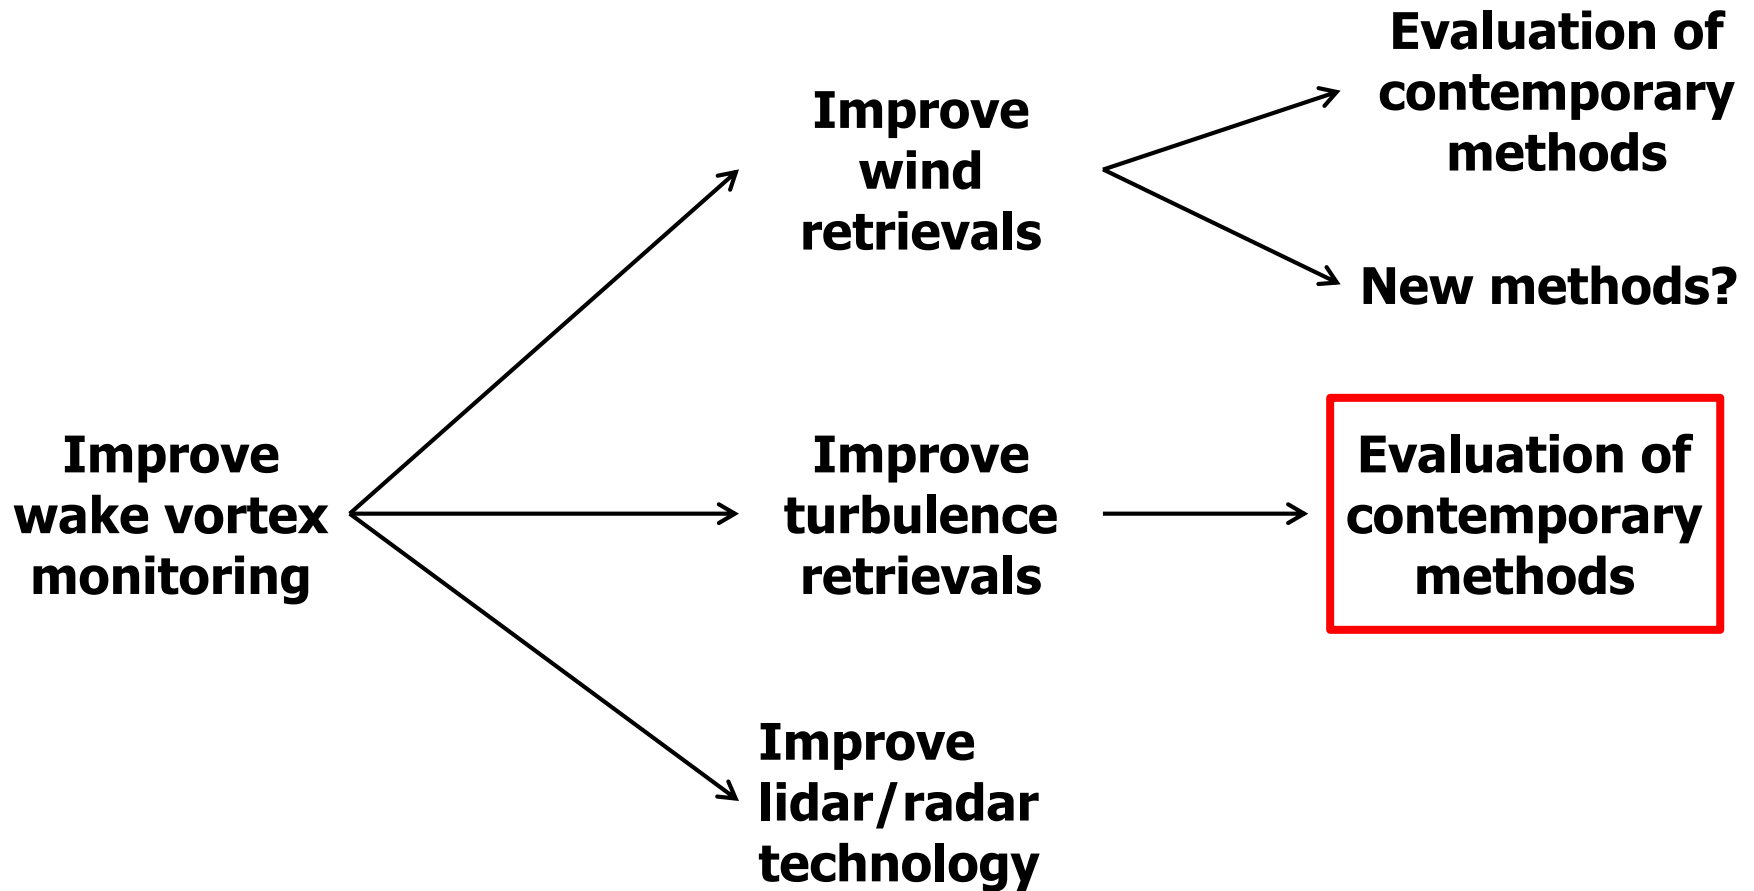 Improve
wake vortex
monitoring
Improve
wind
retrievals
Evaluation of
contemporary
methods
New methods?
Improve
turbulence
retrievals
Evaluation of
contemporary
methods
Improve
lidar/radar
technology